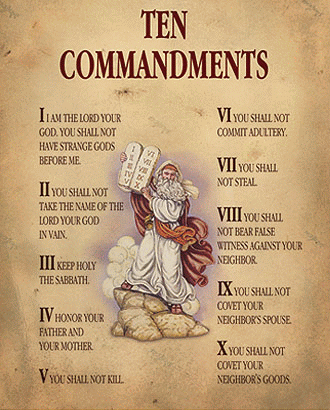 TEN
COMMANDMENTS
I I AM THE LORD YOUR
GOD. YOU SHALL NOT
HAVE STRANGE GODS
BEFORE ME.
II YOU SHALL NOT
TAKE THE NAME OF THE
LORD YOUR GOD
IN VAIN.
III KEEP HOLY
THE SABBATH.
IV HONOR YOUR
FATHER AND
YOUR MOTHER.
V YOU SHALL NOT KILL.
VI YOU SHALL NOT
COMMIT ADULTERY.
VII YOU SHALL
NOT STEAL.
VIII YOU SHALL
NOT BEAR FALSE
WITNESS AGAINST YOUR
NEIGHBOR.
IX YOU SHALL NOT
COVET YOUR
NEIGHBOR'S SPOUSE.
X YOU SHALL NOT
COVET YOUR
NEIGHBOR'S GOODS.